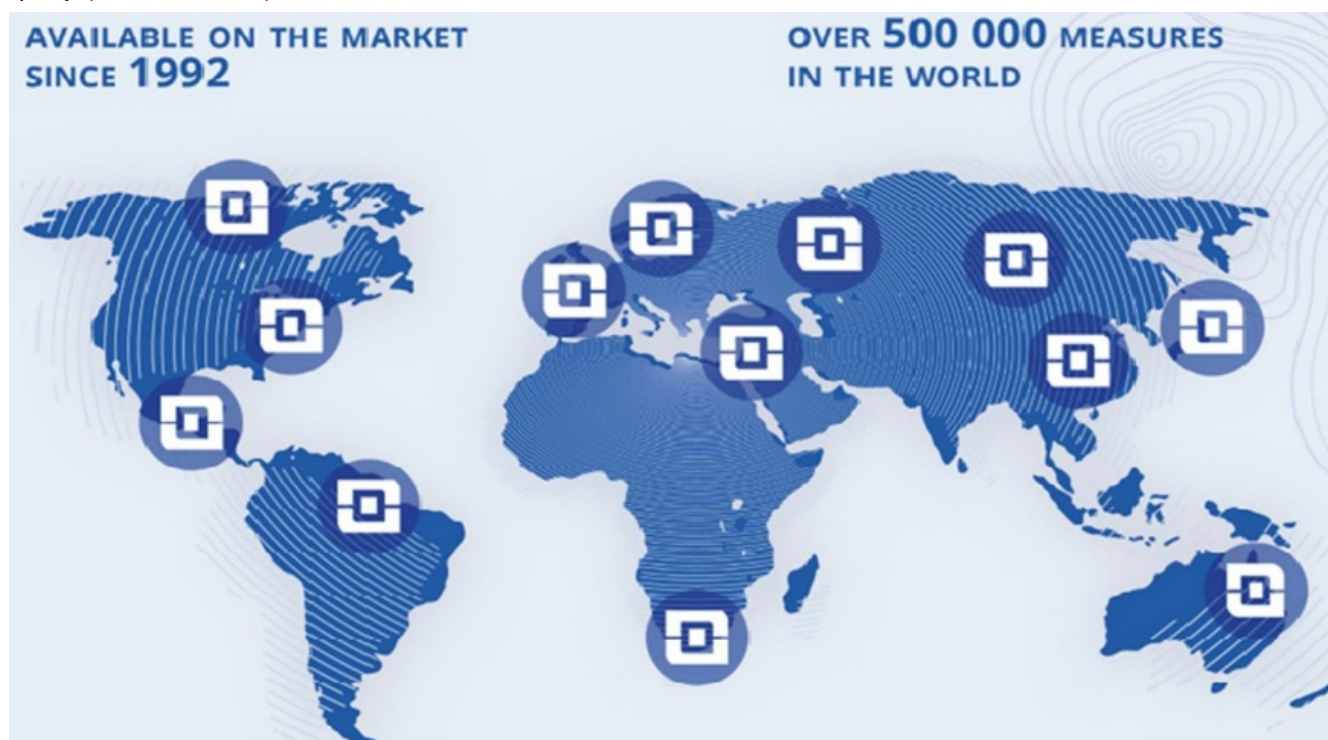 AVAILABLE ON THE MARKET
SINCE 1992
OVER 500 000 MEASURES
IN THE WORLD